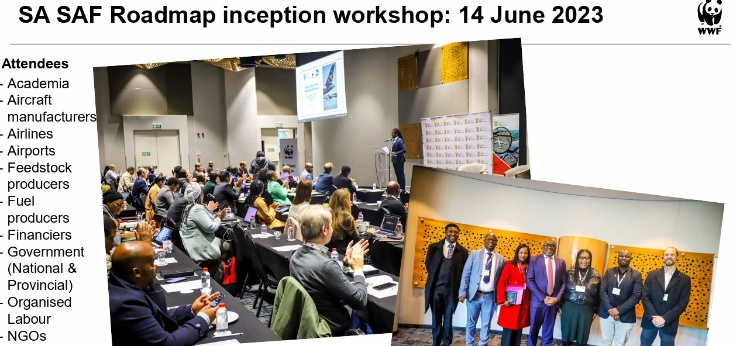 SA SAF Roadmap inception workshop: 14 June 2023
WWF
Attendees
- Academia
- Aircraft
manufacturers
- Airlines
- Airports
- Feedstock
producers
- Fuel
producers
- Financiers
- Government
(National &
Provincial)
- Organised
Labour
- NGOs
WWF